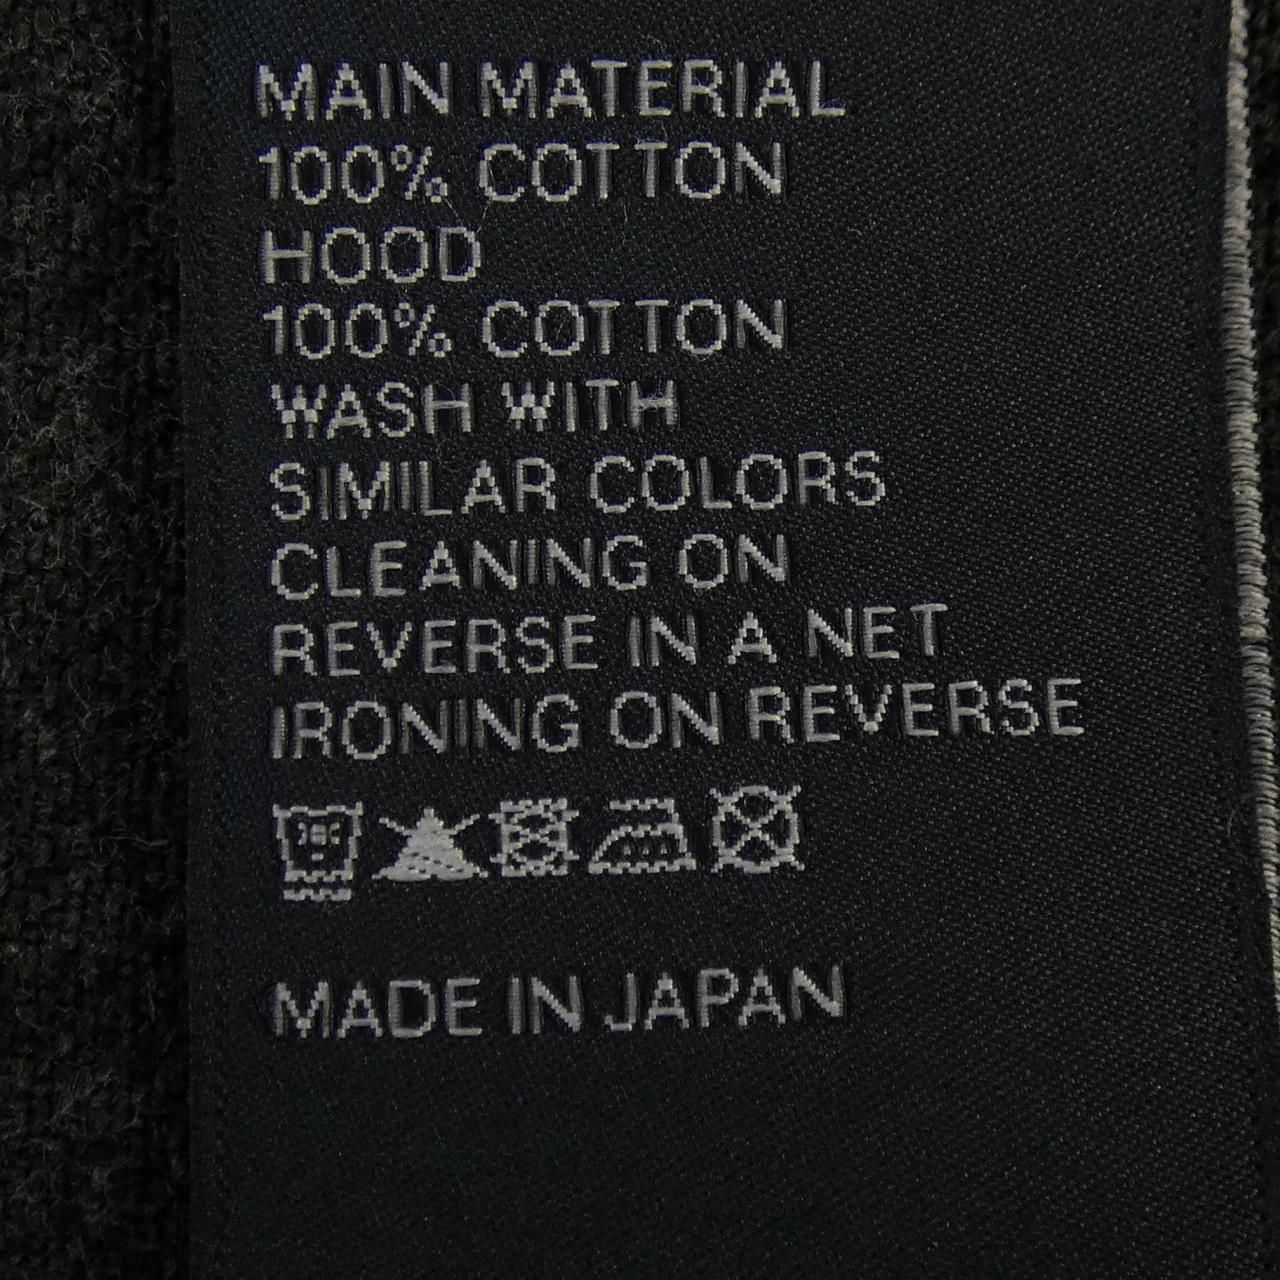 MAIN MATERIAL
100% COTTON
HOOD
100% COTTON
WASH WITH
SIMILAR COLORS
CLEANING ON
REVERSE IN A NET
IRONING ON REVERSE
MADE IN JAPAN